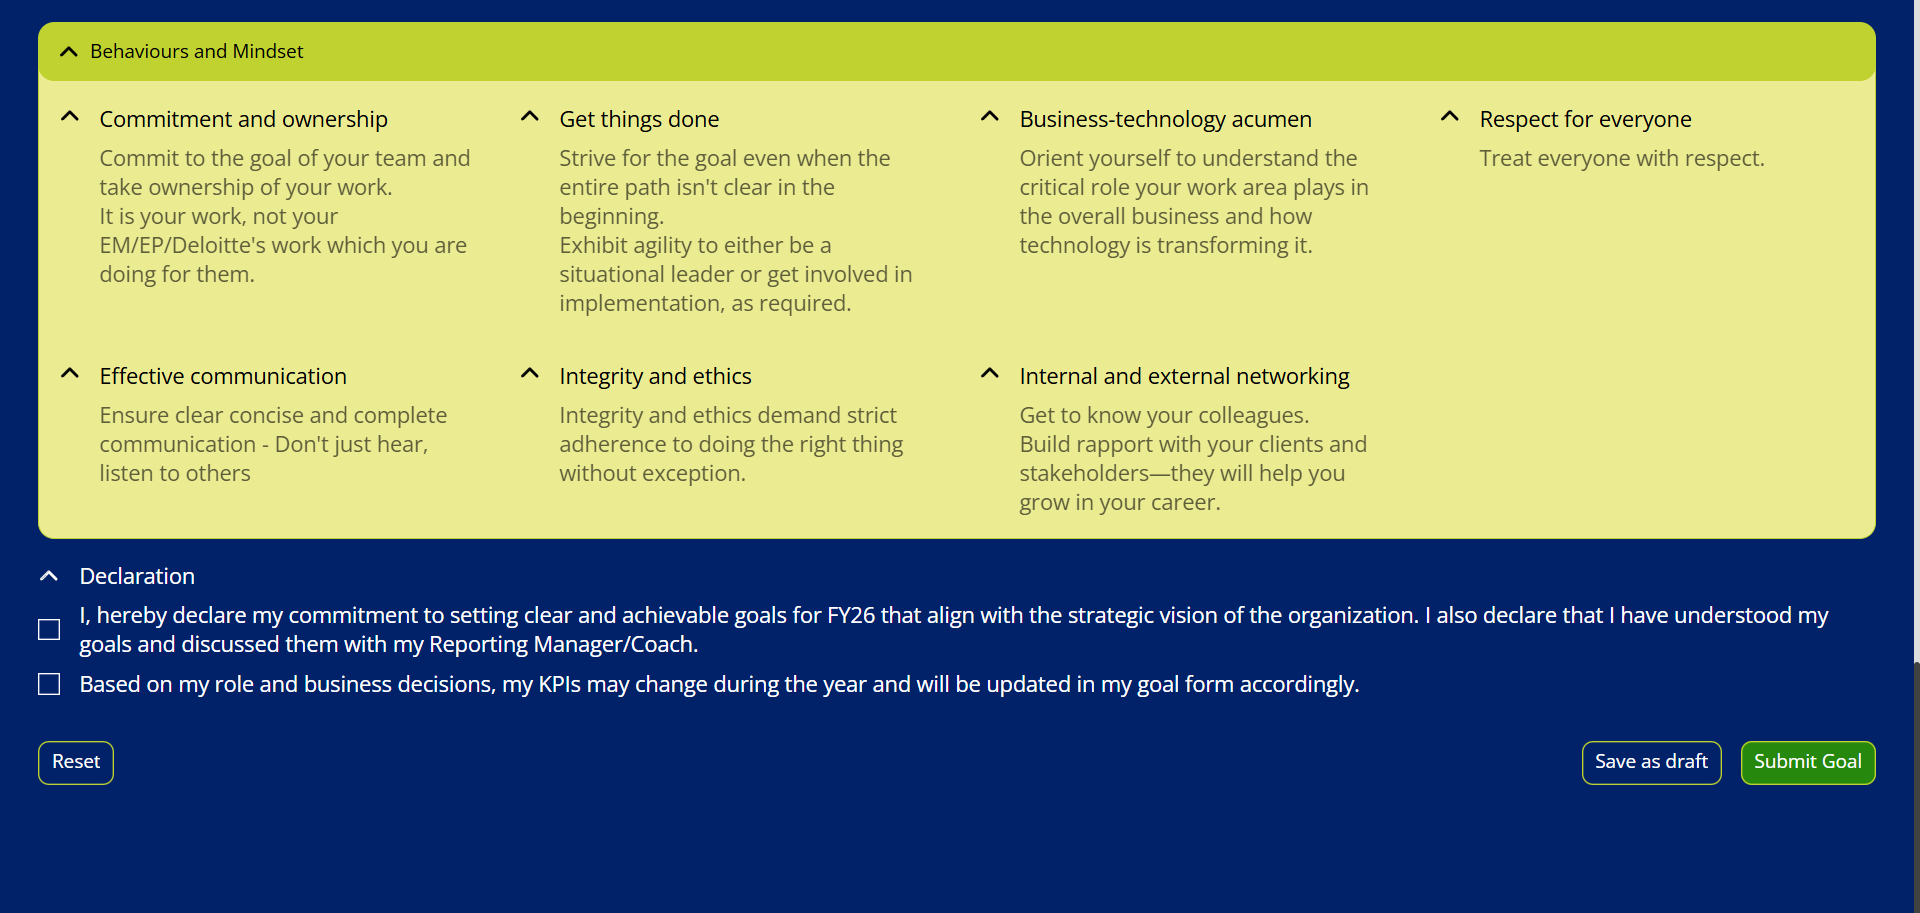 Behaviours and Mindset
Commitment and ownership
Commit to the goal of your team and
take ownership of your work.
It is your work, not your
EM/EP/Deloitte's work which you are
doing for them.
Get things done
Strive for the goal even when the
entire path isn't clear in the
beginning.
Exhibit agility to either be a
situational leader or get involved in
implementation, as required.
Business-technology acumen
Orient yourself to understand the
critical role your work area plays in
the overall business and how
technology is transforming it.
Respect for everyone
Treat everyone with respect.
Effective communication
Ensure clear concise and complete
communication - Don't just hear,
listen to others
Integrity and ethics
Integrity and ethics demand strict
adherence to doing the right thing
without exception.
Internal and external networking
Get to know your colleagues.
Build rapport with your clients and
stakeholders—they will help you
grow in your career.
Declaration
I, hereby declare my commitment to setting clear and achievable goals for FY26 that align with the strategic vision of the organization. I also declare that I have understood my
goals and discussed them with my Reporting Manager/Coach.
Based on my role and business decisions, my KPIs may change during the year and will be updated in my goal form accordingly.
Reset
Save as draft
Submit Goal